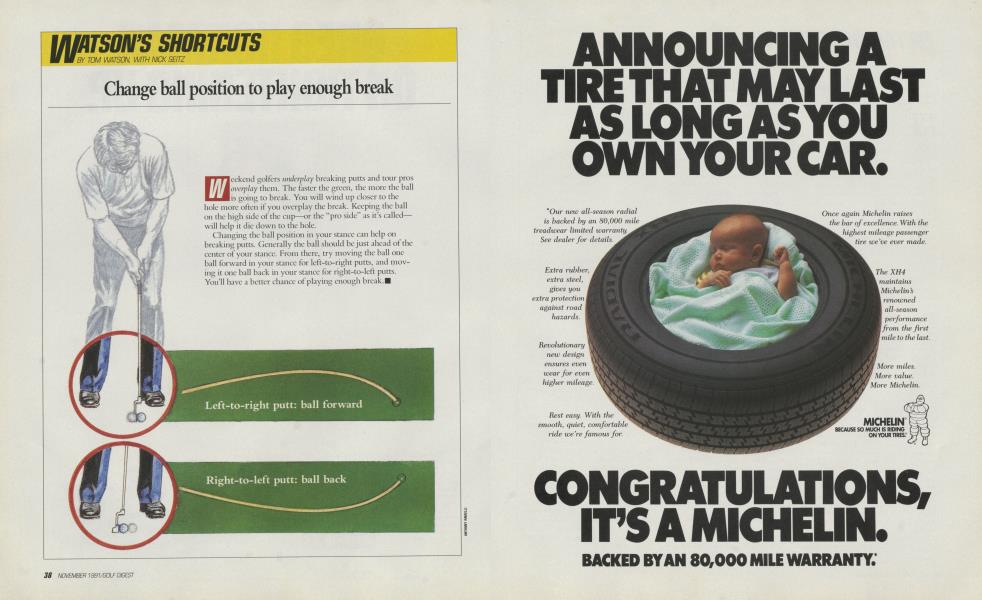 WATSON'S SHORTCUTS
BY TOM WATSON, WITH NICK SEITZ
Change ball position to play enough break
Weekend golfers underplay breaking putts and tour pros
overplay them. The faster the green, the more the ball
is going to break. You will wind up closer to the
hole more often if you overplay the break. Keeping the ball
on the high side of the cup—or the "pro side" as it's called—
will help it die down to the hole.
Changing the ball position in your stance can help on
breaking putts. Generally the ball should be just ahead of the
center of your stance. From there, try moving the ball one
ball forward in your stance for left-to-right putts, and mov-
ing it one ball back in your stance for right-to-left putts.
You'll have a better chance of playing enough break.■
Left-to-right putt: ball forward
Right-to-left putt: ball back
38 NOVEMBER 1991/GOLF DIGEST
ANNOUNCING A
TIRE THAT MAY LAST
AS LONG AS YOU
OWN YOUR CAR.
*Our new all-season radial
is backed by an 80,000 mile
treadwear limited warranty.
See dealer for details.
Extra rubber,
extra steel,
gives you
extra protection
against road
hazards.
Revolutionary
new design
ensures even
wear for even
higher mileage.
Rest easy. With the
smooth, quiet, comfortable
ride we're famous for.
Once again Michelin raises
the bar of excellence. With the
highest mileage passenger
tire we've ever made.
The XH4
maintains
Michelin's
renowned
all-season
performance
from the first
mile to the last.
More miles.
More value.
More Michelin.
RADIAL
MICHELIN®
BECAUSE SO MUCH IS RIDING
ON YOUR TIRES.®
CONGRATULATIONS,
IT'S A MICHELIN.
BACKED BY AN 80,000 MILE WARRANTY.*